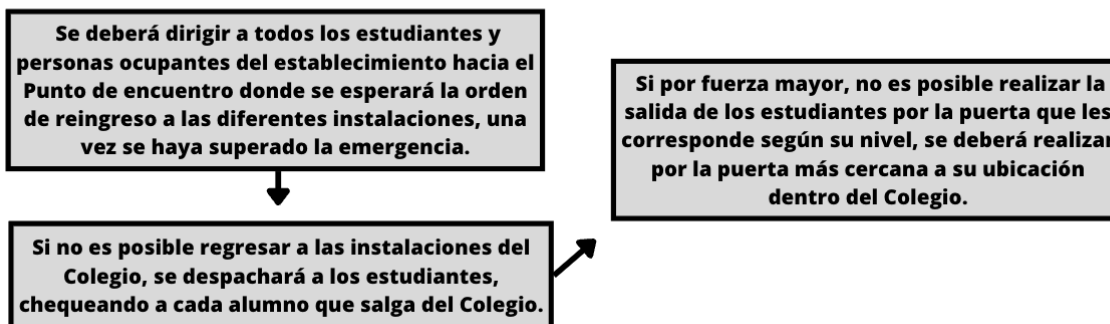 Se deberá dirigir a todos los estudiantes y
personas ocupantes del establecimiento hacia el
Punto de encuentro donde se esperará la orden
de reingreso a las diferentes instalaciones, una
vez se haya superado la emergencia.
Si no es posible regresar a las instalaciones del
Colegio, se despachará a los estudiantes,
chequeando a cada alumno que salga del Colegio.
Si por fuerza mayor, no es posible realizar la
salida de los estudiantes por la puerta que les
corresponde según su nivel, se deberá realizar
por la puerta más cercana a su ubicación
dentro del Colegio.